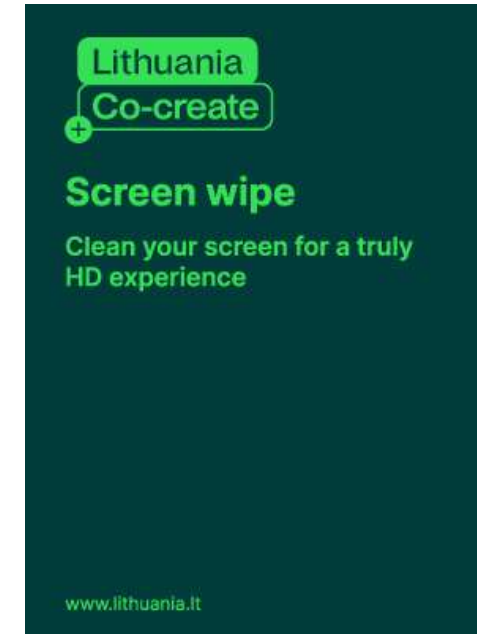 Lithuania
Co-create
+
Screen wipe
Clean your screen for a truly
HD experience
www.lithuania.lt